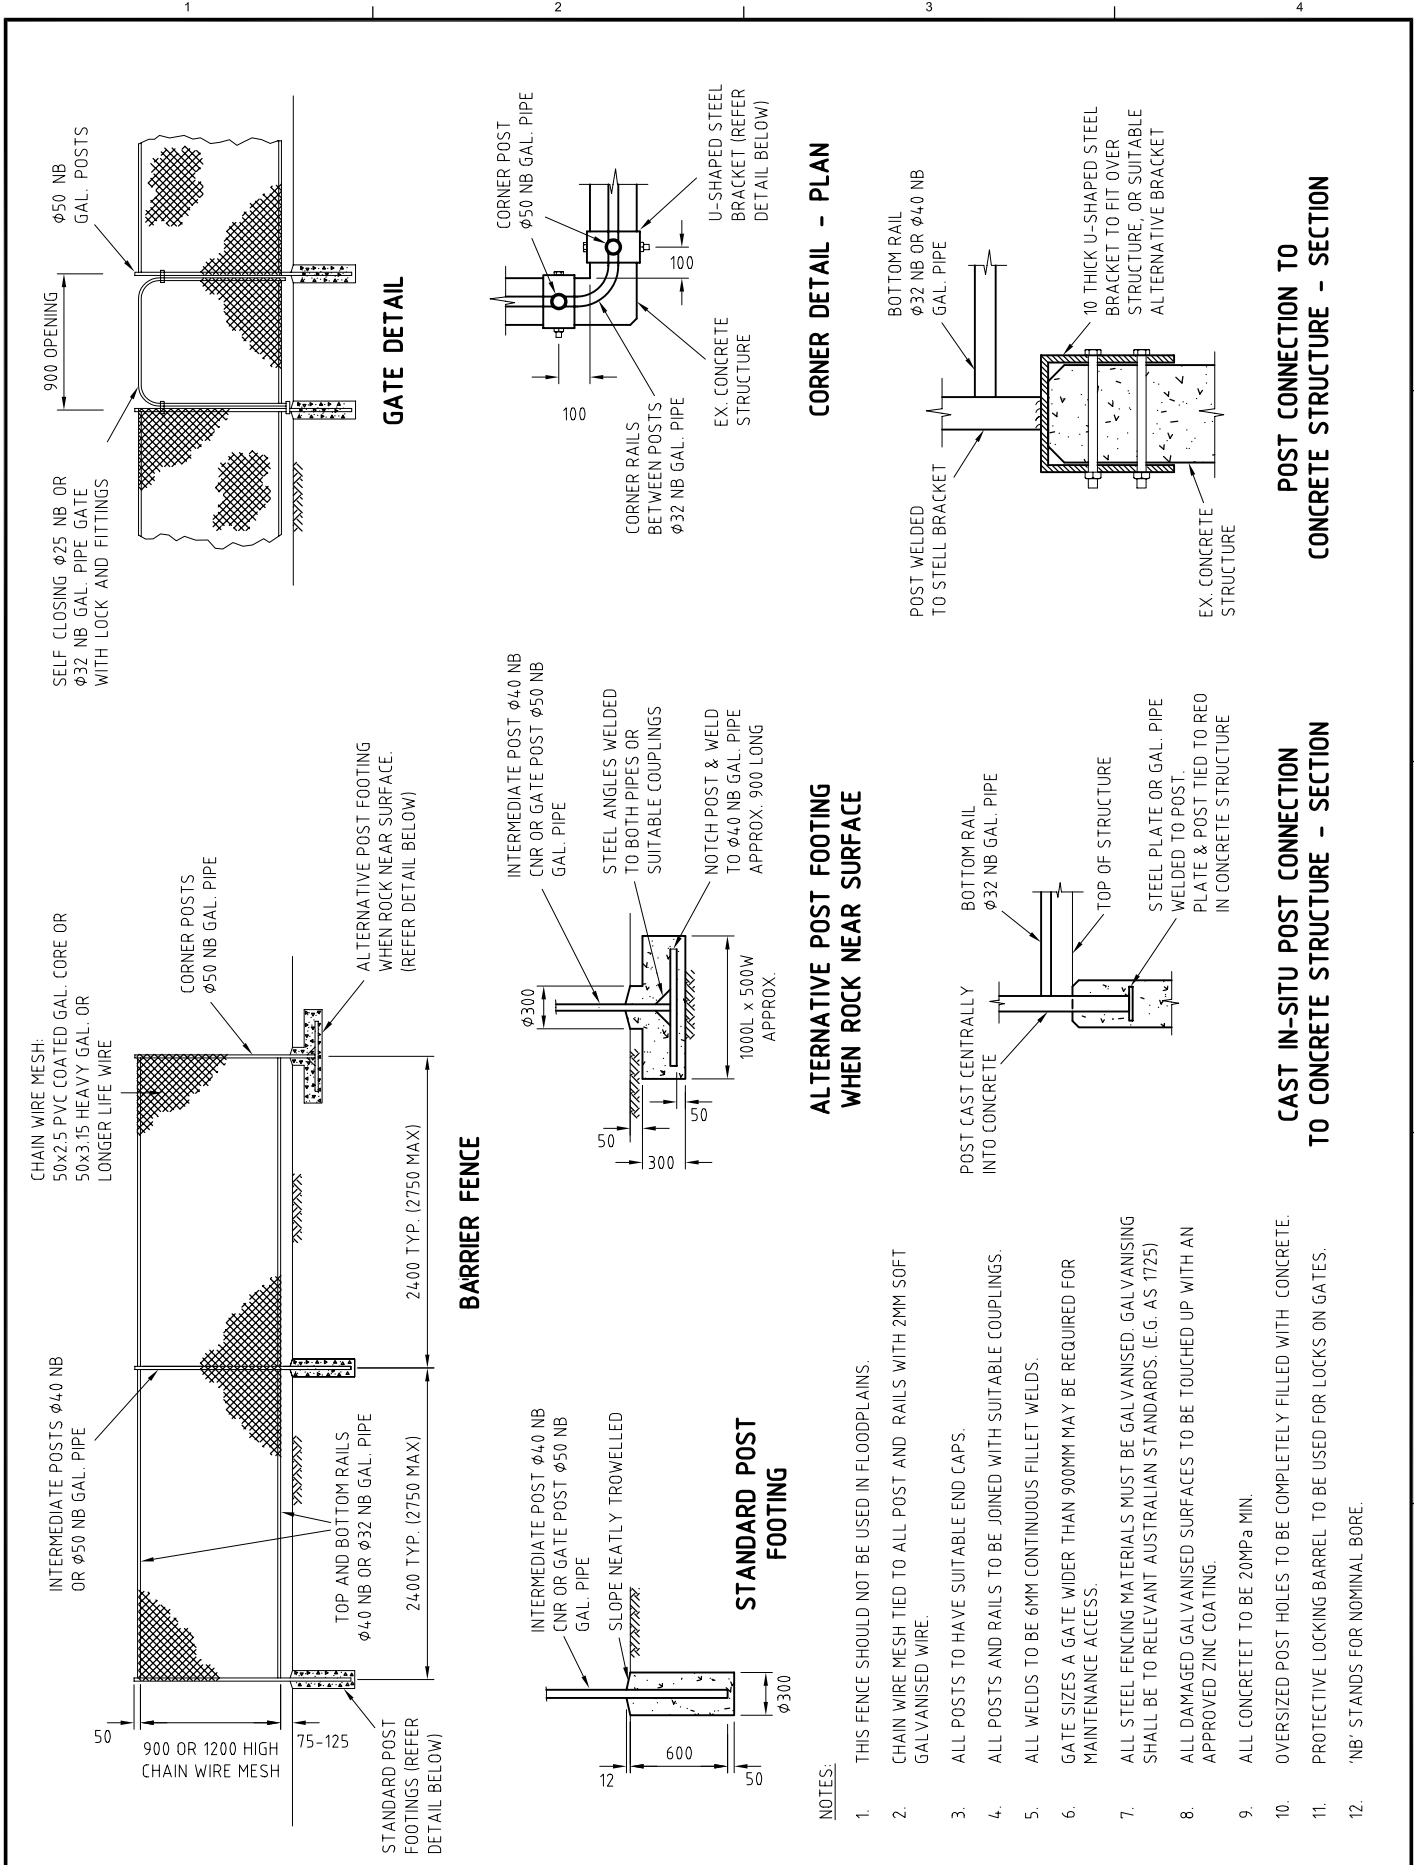 1
2
3
4
CHAIN WIRE MESH:
50x2.5 PVC COATED GAL. CORE OR
50x3.15 HEAVY GAL. OR
LONGER LIFE WIRE
INTERMEDIATE POSTS ϕ40 NB
OR ϕ50 NB GAL. PIPE
CORNER POSTS
ϕ50 NB GAL. PIPE
50
900 OR 1200 HIGH
CHAIN WIRE MESH
75-125
TOP AND BOTTOM RAILS
ϕ40 NB OR ϕ32 NB GAL. PIPE
2400 TYP. (2750 MAX)
2400 TYP. (2750 MAX)
STANDARD POST
FOOTINGS (REFER
DETAIL BELOW)
ALTERNATIVE POST FOOTING
WHEN ROCK NEAR SURFACE.
(REFER DETAIL BELOW)
BARRIER FENCE
SELF CLOSING ϕ25 NB OR
ϕ32 NB GAL. PIPE GATE
WITH LOCK AND FITTINGS
900 OPENING
ϕ50 NB
GAL. POSTS
GATE DETAIL
INTERMEDIATE POST ϕ40 NB
CNR OR GATE POST ϕ50 NB
GAL. PIPE
SLOPE NEATLY TROWELLED
12
600
50
ϕ300
STANDARD POST
FOOTING
INTERMEDIATE POST ϕ40 NB
CNR OR GATE POST ϕ50 NB
GAL. PIPE
STEEL ANGLES WELDED
TO BOTH PIPES OR
SUITABLE COUPLINGS
NOTCH POST & WELD
TO ϕ40 NB GAL. PIPE
APPROX. 900 LONG
ϕ300
50
300
50
1000L x 500W
APPROX.
ALTERNATIVE POST FOOTING
WHEN ROCK NEAR SURFACE
CORNER POST
ϕ50 NB GAL. PIPE
U-SHAPED STEEL
BRACKET (REFER
DETAIL BELOW)
100
100
CORNER RAILS
BETWEEN POSTS
ϕ32 NB GAL. PIPE
EX. CONCRETE
STRUCTURE
CORNER DETAIL - PLAN
NOTES:
1. THIS FENCE SHOULD NOT BE USED IN FLOODPLAINS.
2. CHAIN WIRE MESH TIED TO ALL POST AND RAILS WITH 2MM SOFT
GALVANISED WIRE.
3. ALL POSTS TO HAVE SUITABLE END CAPS.
4. ALL POSTS AND RAILS TO BE JOINED WITH SUITABLE COUPLINGS.
5. ALL WELDS TO BE 6MM CONTINUOUS FILLET WELDS.
6. GATE SIZES A GATE WIDER THAN 900MM MAY BE REQUIRED FOR
MAINTENANCE ACCESS.
7. ALL STEEL FENCING MATERIALS MUST BE GALVANISED. GALVANISING
SHALL BE TO RELEVANT AUSTRALIAN STANDARDS. (E.G. AS 1725)
8. ALL DAMAGED GALVANISED SURFACES TO BE TOUCHED UP WITH AN
APPROVED ZINC COATING.
9. ALL CONCRETET TO BE 20MPa MIN.
10. OVERSIZED POST HOLES TO BE COMPLETELY FILLED WITH CONCRETE.
11. PROTECTIVE LOCKING BARREL TO BE USED FOR LOCKS ON GATES.
12. 'NB' STANDS FOR NOMINAL BORE.
POST CAST CENTRALLY
INTO CONCRETE
BOTTOM RAIL
ϕ32 NB GAL. PIPE
TOP OF STRUCTURE
STEEL PLATE OR GAL. PIPE
WELDED TO POST.
PLATE & POST TIED TO REO
IN CONCRETE STRUCTURE
CAST IN-SITU POST CONNECTION
TO CONCRETE STRUCTURE - SECTION
POST WELDED
TO STELL BRACKET
BOTTOM RAIL
ϕ32 NB OR ϕ40 NB
GAL. PIPE
10 THICK U-SHAPED STEEL
BRACKET TO FIT OVER
STRUCTURE, OR SUITABLE
ALTERNATIVE BRACKET
EX. CONCRETE
STRUCTURE
POST CONNECTION TO
CONCRETE STRUCTURE - SECTION